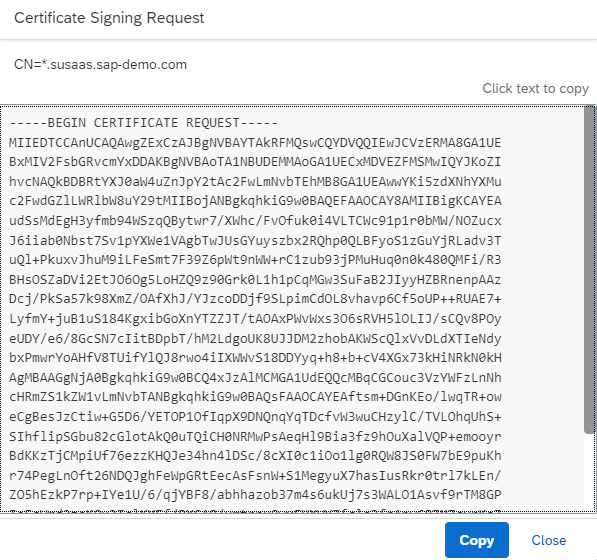 Certificate Signing Request
CN=*.susaas.sap-demo.com
Click text to copy
-----BEGIN CERTIFICATE REQUEST-----
MIIEDTCCAnUCAQAwgZExCzAJBgNVBAYTAkRFMQswCQYDVQQIEwJCVzERMA8GA1UE
BxMIV2FsbGRvcmYxDDAKBgNVBAoTA1NBUDEMMAoGA1UECxMDVEZFMSMwIQYJKoZI
hvcNAQkBDBRtYXJ0aW4uZnJpY2tAc2FwLmNvbTEhMB8GA1UEAwwYKi5zdXNhYXMu
c2FwdGZlLWRlbW8uY29tMIIBojANBgkqhkiG9w0BAQEFAAOCAY8AMIIBigKCAYEA
udSsMdEgH3yfmb94WSzqQBytwr7/XWhc/FvOfuk0i4VLTCWc91p1r0bMW/NOZucx
J6iiab0Nbst7Sv1pYXWe1VAgbTwJUsGYuyszbx2RQhp0QLBFyoS1zGuYjRLadv3T
uQl+PkuxvJhuM9iLFeSmt7F39Z6pWt9nWW+rC1zub93jPMuHuq0n0k480QMFi/R3
BHsOSZaDVi2EtJO6Og5LoHZQ9z90Grk0L1h1pCqMGw3SuFaB2JIyyHZBRnenpAAz
Dcj/PkSa57k98XmZ/OAfXhJ/YJzcoDDjf9SLpimCdOL8vhavp6Cf5oUP++RUAE7+
LyfmY+juB1uS184KgxibGoXnYTZZJT/tAOAxPWvWxs3O6sRVH5lOLIJ/sCQv8POy
eUDY/e6/8GcSN7cIitBDpbT/hM2LdgoUK8UJJDM2zhobAKWScQlxVvDLdXTIeNdy
bxPmwrYoAHfV8TUifYlQJ8rwo4iIXWWvS18DDYyq+h8+b+cV4XGx73kHiNRkN0kH
AgMBAAGgNjA0BgkqhkiG9w0BCQ4xJzAlMCMGA1UdEQQcMBqCGCouc3VzYWFzLnNh
cHRmZS1kZW1vLmNvbTANBgkqhkiG9w0BAQsFAAOCAYEAftsm+DGnKEo/lwqTR+ow
eCgBesJzCtiw+G5D6/YETOP1OfIqpX9DNQnqYqTDcfvW3wuCHzylC/TVLOhqUhS+
SIhflipSGbu82cGlotAkQ0uTQiCH0NRMwPsAeqHl9Bia3fz9hOuXalVQP+emooyr
BdKKzTjCMpiUf76ezzKHQJe34hn4lDSc/8cXI0c1iOo1lg0RQW8JS0FW7bE9puKh
r74PegLnOft26NDQJghFeWpGRtEecAsFsnW+S1MegyuX7hasIusRkr0trl7kLEn/
ZO5hEzkP7rp+IYe1U/6/qjYBF8/abhhazob37m4s6ukUj7s3WALO1Asvf9rTM8GP
Copy
Close